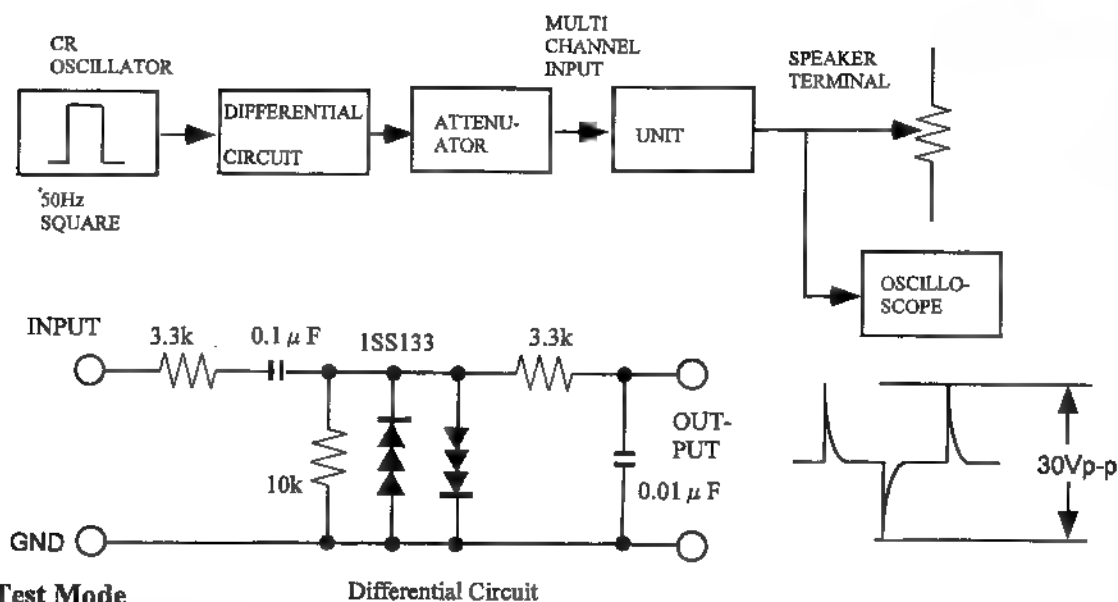 CR
OSCILLATOR
DIFFERENTIAL
CIRCUIT
ATTENU-
ATOR
MULTI
CHANNEL
INPUT
UNIT
SPEAKER
TERMINAL
*50Hz
SQUARE
OSCILLO-
SCOPE
INPUT
3.3k
0.1 μ F
1SS133
3.3k
OUT-
PUT
10k
0.01 μ F
30Vp-p
GND
Test Mode
Differential Circuit